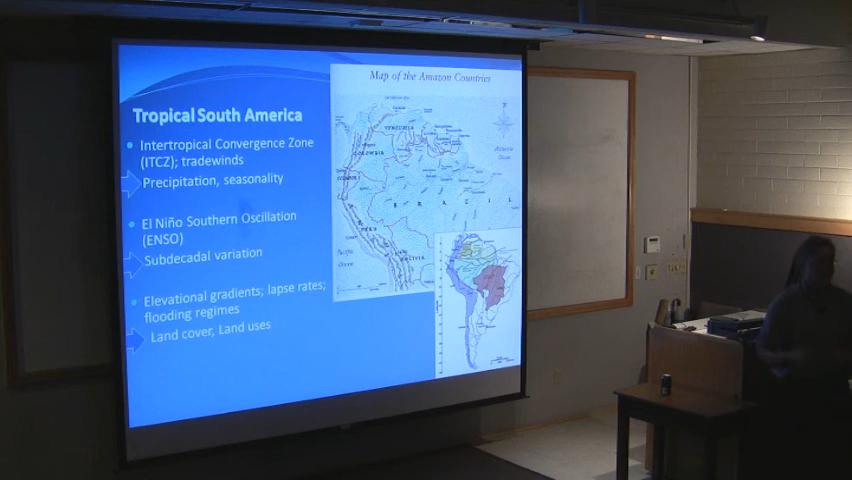 Map of the Amazon Countries
Tropical South America
Intertropical Convergence Zone
(ITCZ); tradewinds
Precipitation, seasonality
El Niño Southern Oscillation
(ENSO)
Subdecadal variation
Elevational gradients; lapse rates;
flooding regimes
Land cover, Land uses
VENEZUELA
COLOMBIA
Atlantic
Ocean
BRAZIL
PERU
BOLIVIA
Pacific
Ocean